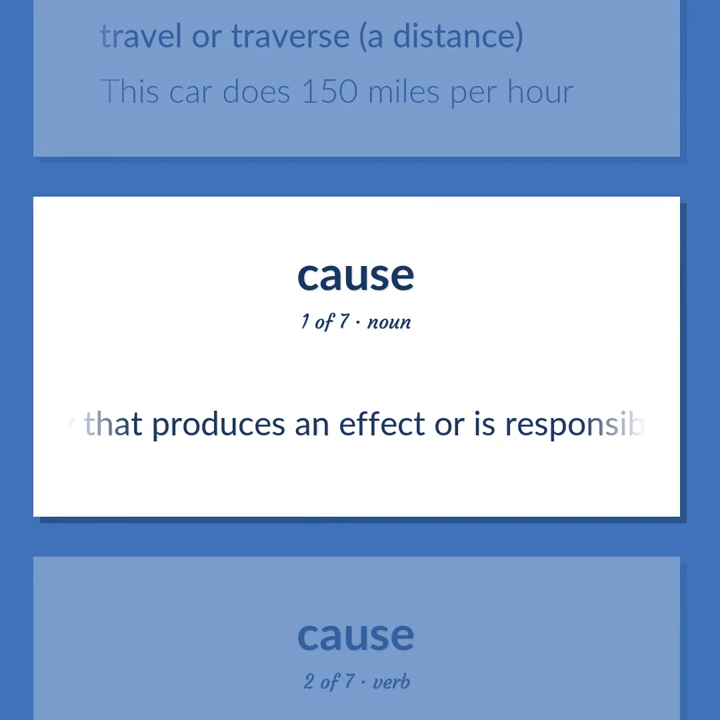 travel or traverse (a distance)
This car does 150 miles per hour
cause
1 of 7 · noun
that produces an effect or is responsib
cause
2 of 7 · verb